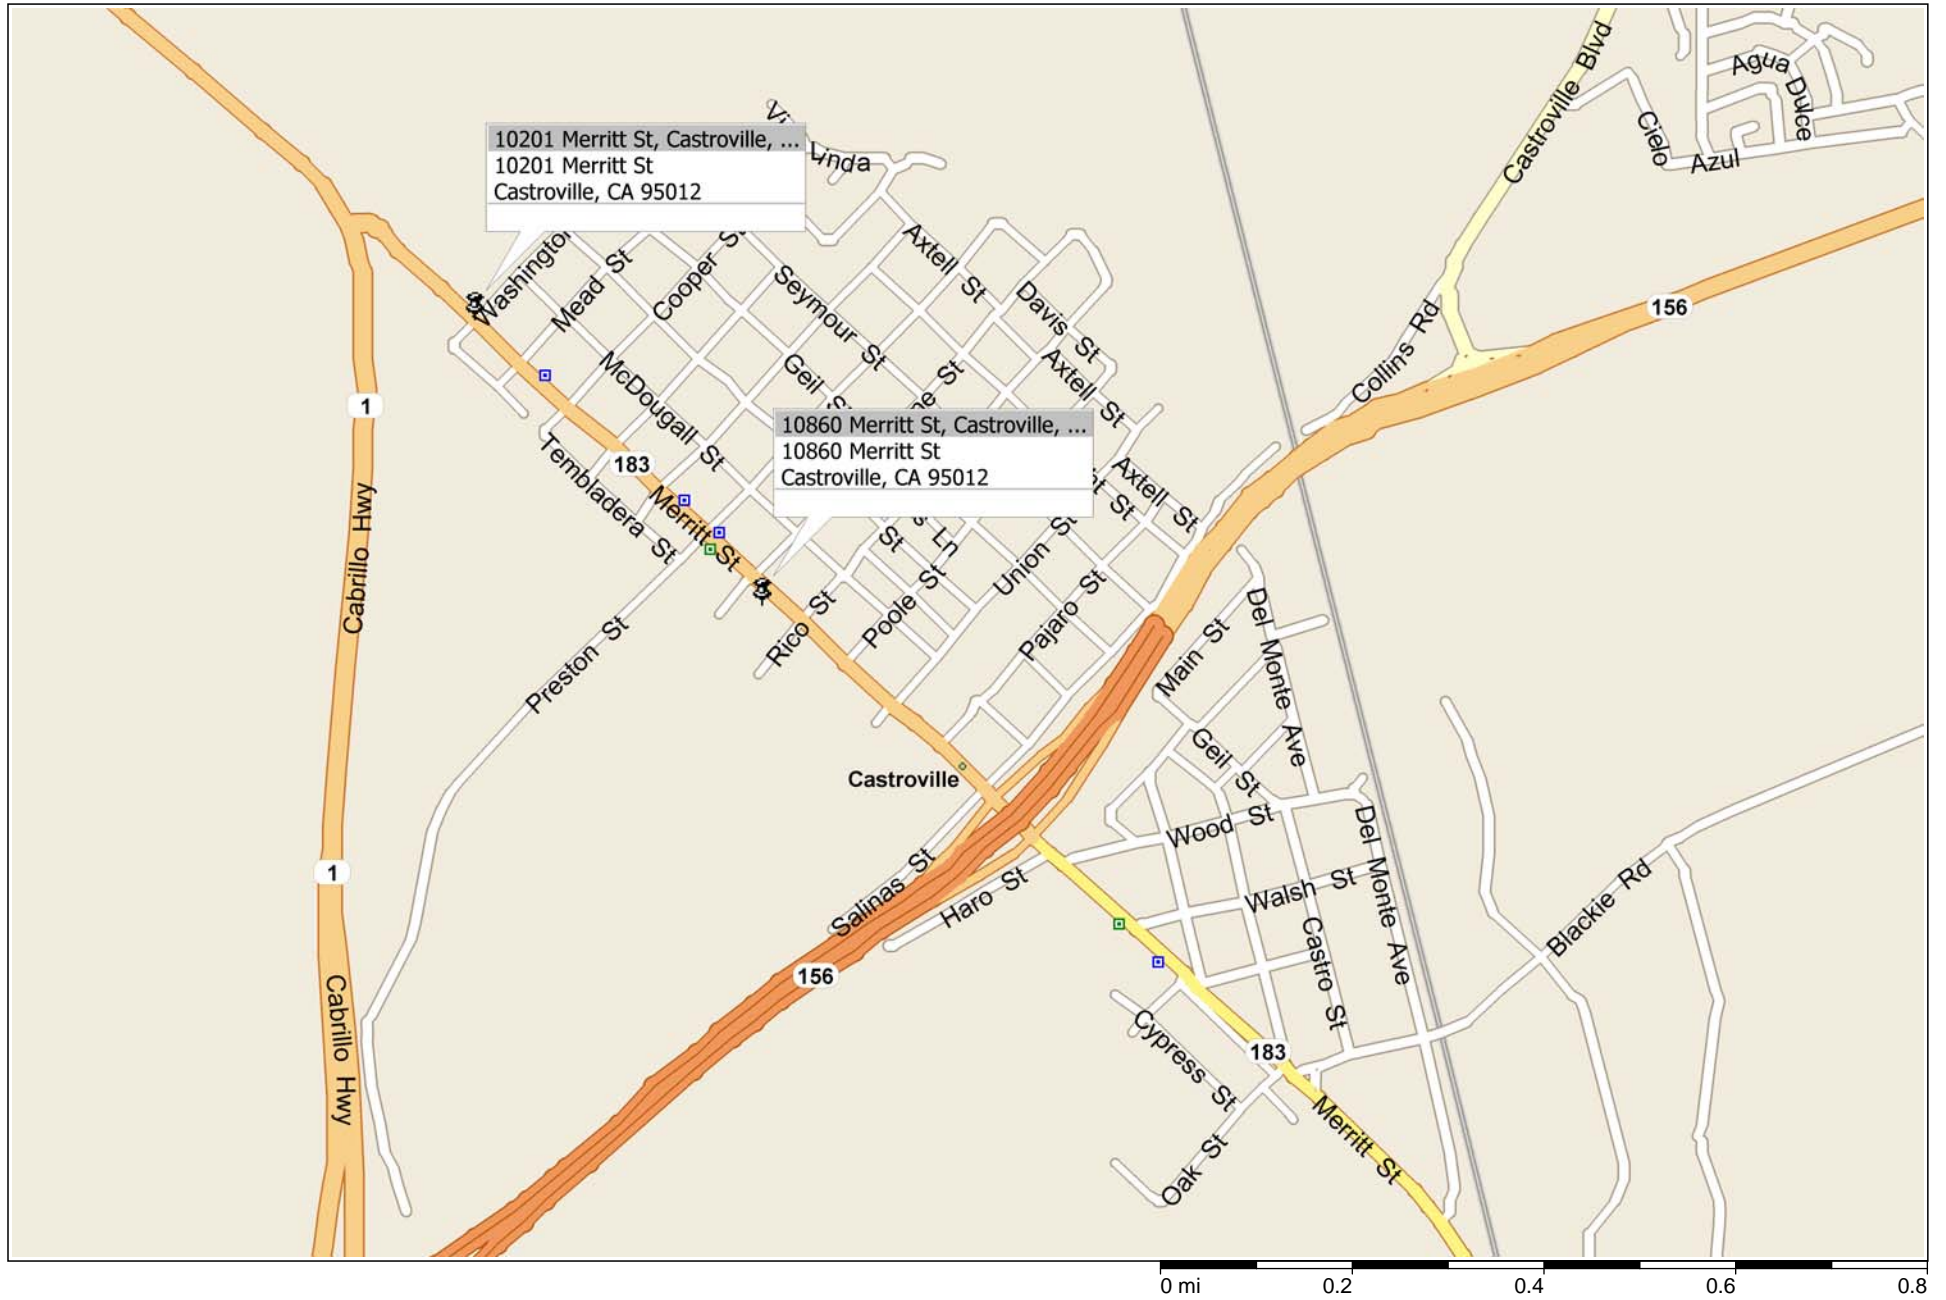 Castroville Blvd
Agua Dulce
Cielo Azul
Linda
10201 Merritt St, Castroville, ...
10201 Merritt St
Castroville, CA 95012
Washington
Mead St
Cooper
Axtell St
Seymour St
Davis St
156
Collins Rd
McDougall St
Geil
Axtell St
1
10860 Merritt St, Castroville, ...
10860 Merritt St
Castroville, CA 95012
183
Tembladera St
Merritt St
Axtell St
St
St
Ln
Cabrillo Hwy
Union St
Poole St
Pajaro St
Rico St
Preston St
Main St
Del Monte Ave
Geil St
Castroville
Wood St
Del Monte Ave
1
Salinas St
Haro St
Walsh St
Blackie Rd
Castro St
156
Cabrillo Hwy
Cypress St
183
Merritt St
Oak St
0 mi 0.2 0.4 0.6 0.8